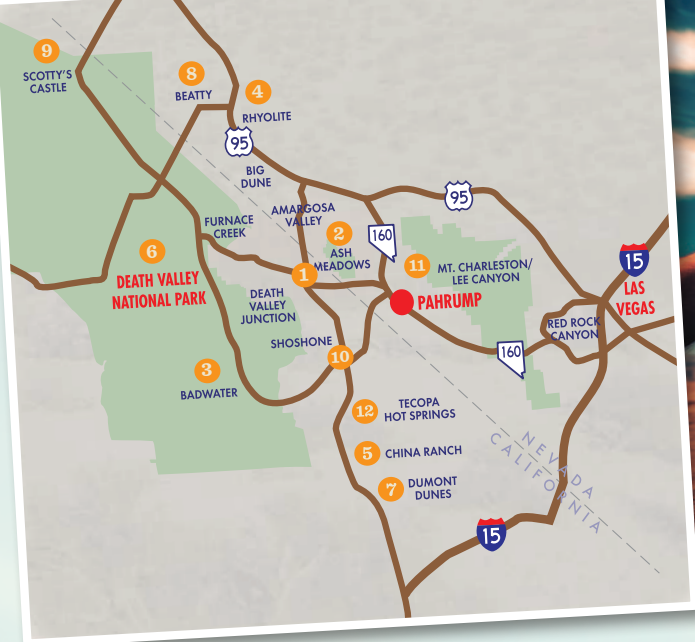 9
SCOTTY'S
CASTLE
8
BEATTY
4
RHYOLITE
95
BIG
DUNE
95
AMARGOSA
VALLEY
FURNACE
CREEK
160
2
ASH
MEADOWS
6
DEATH VALLEY
NATIONAL PARK
1
11
MT. CHARLESTON/
LEE CANYON
15
LAS
VEGAS
PAHRUMP
DEATH
VALLEY
JUNCTION
RED ROCK
CANYON
SHOSHONE
10
160
3
BADWATER
12
TECOPA
HOT SPRINGS
5
CHINA RANCH
7
DUMONT
DUNES
NEVADA
CALIFORNIA
15